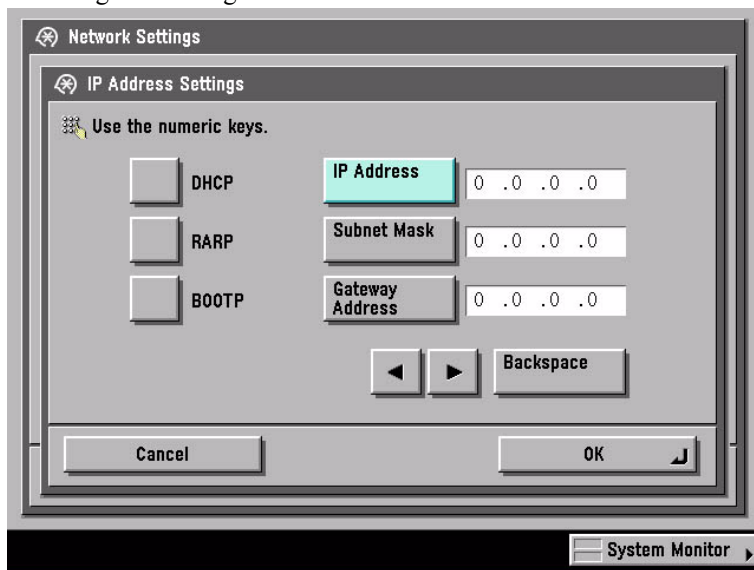 Network Settings
IP Address Settings
Use the numeric keys.
DHCP
IP Address
0 .0 .0 .0
RARP
Subnet Mask
0 .0 .0 .0
BOOTP
Gateway
Address
0 .0 .0 .0
Backspace
Cancel
OK
System Monitor